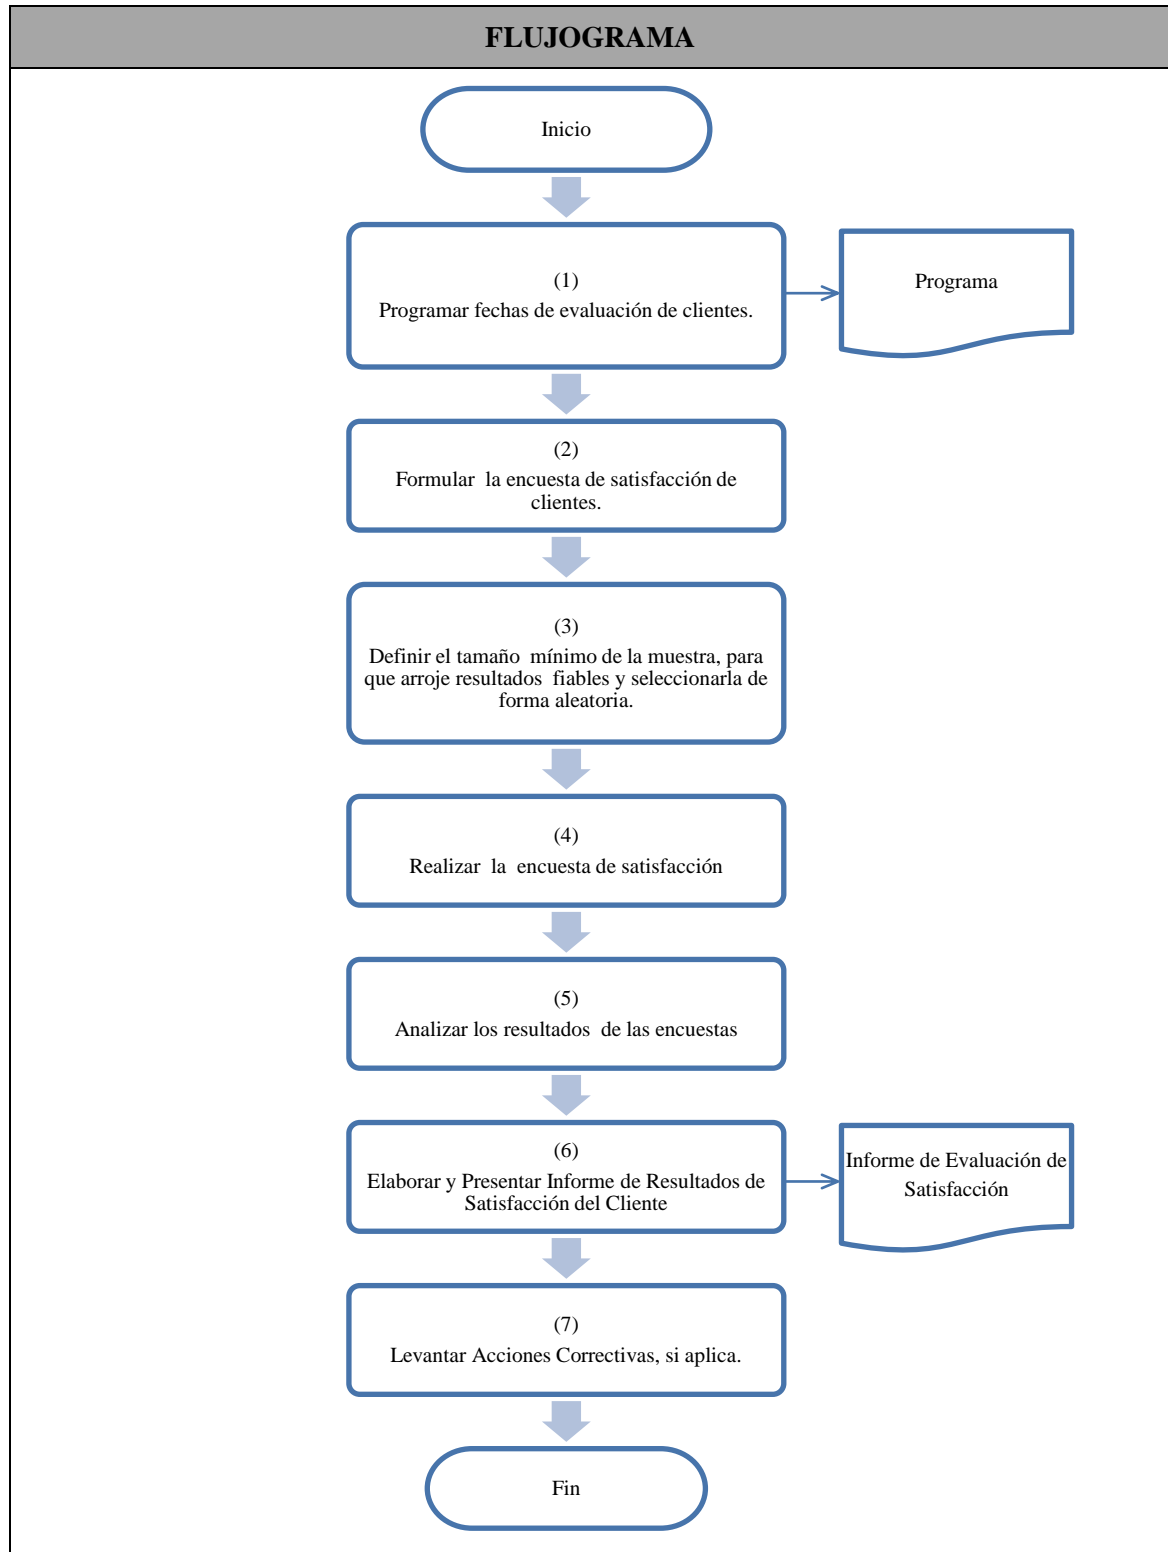 FLUJOGRAMA
Inicio
(1)
Programar fechas de evaluación de clientes.
Programa
(2)
Formular  la encuesta de satisfacción de
clientes.
(3)
Definir el tamaño  mínimo de la muestra, para
que arroje resultados  fiables y seleccionarla de
forma aleatoria.
(4)
Realizar  la  encuesta de satisfacción
(5)
Analizar los resultados  de las encuestas
(6)
Elaborar y Presentar Informe de Resultados de
Satisfacción del Cliente
Informe de Evaluación de
Satisfacción
(7)
Levantar Acciones Correctivas, si aplica.
Fin